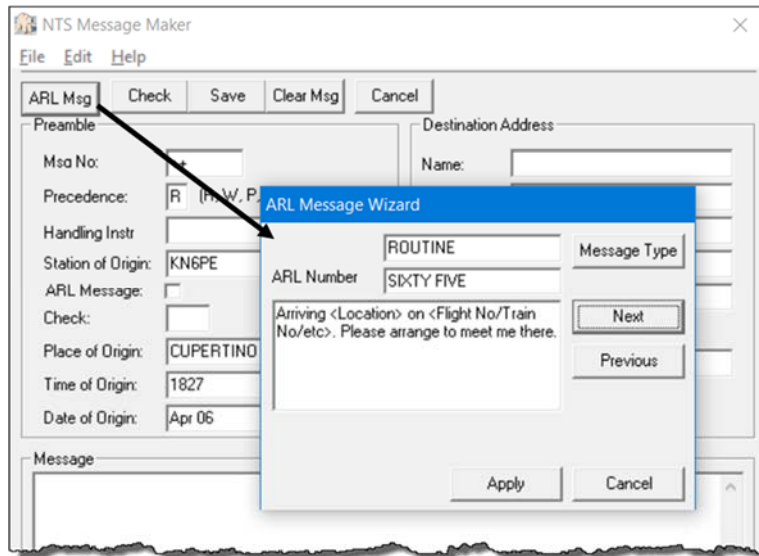 NTS Message Maker
File Edit Help
ARL Msg Check Save Clear Msg Cancel
Preamble
Destination Address
Msg No:
Name:
Precedence: R
Handling Instr
Station of Origin: KN6PE
ARL Message:
Check:
Place of Origin: CUPERTINO
Time of Origin: 1827
Date of Origin: Apr 06
Message
ARL Message Wizard
ROUTINE
Message Type
ARL Number SIXTY FIVE
Arriving <Location> on <Flight No/Train
No/etc>. Please arrange to meet me there.
Next
Previous
Apply Cancel